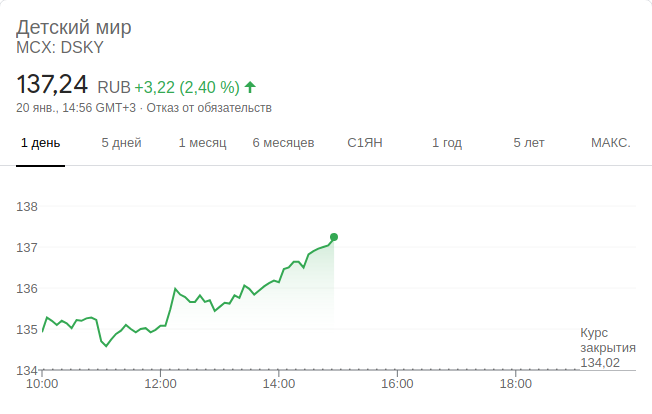 Детский мир
MCX: DSKY
137,24 RUB +3,22 (2,40 %)
20 янв., 14:56 GMT+3 · Отказ от обязательств
1 день 5 дней 1 месяц 6 месяцев С1ЯН 1 год 5 лет МАКС.
138
137
136
135
134
Курс
закрытия
134,02
10:00 12:00 14:00 16:00 18:00